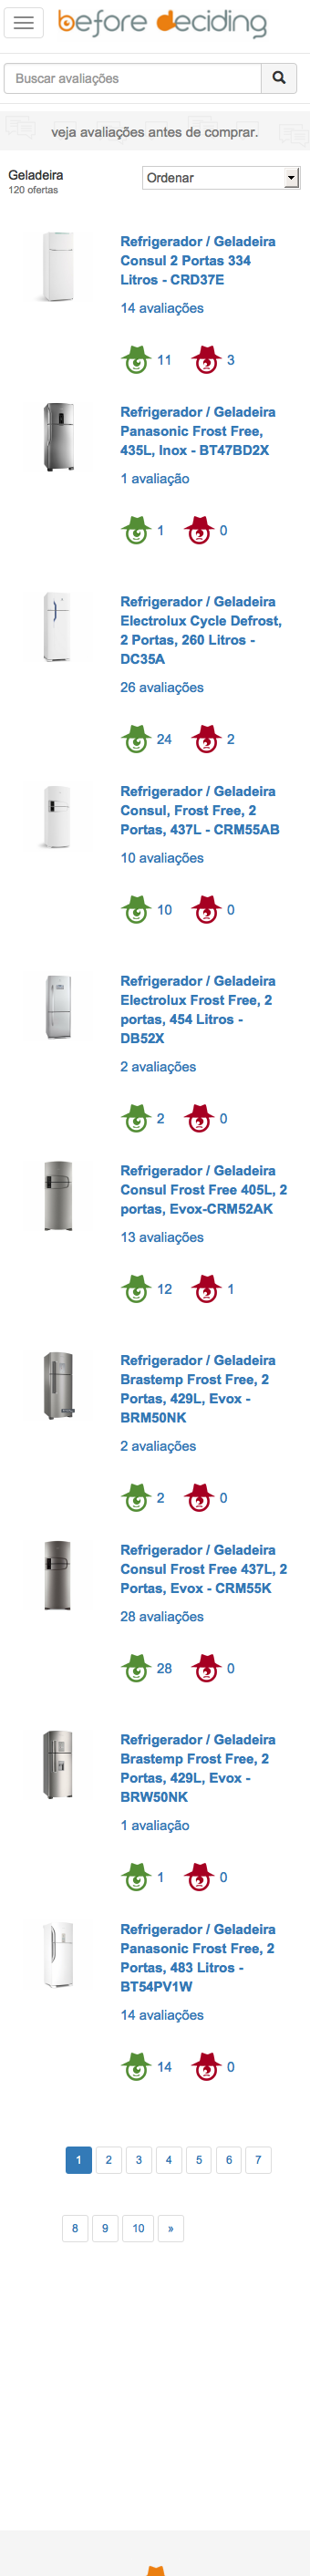 before deciding
Buscar avaliações
veja avaliações antes de comprar.
Geladeira
120 ofertas
Ordenar
Refrigerador / Geladeira
Consul 2 Portas 334
Litros - CRD37E
14 avaliações
11 3
Refrigerador / Geladeira
Panasonic Frost Free,
435L, Inox - BT47BD2X
1 avaliação
1 0
Refrigerador / Geladeira
Electrolux Cycle Defrost,
2 Portas, 260 Litros -
DC35A
26 avaliações
24 2
Refrigerador / Geladeira
Consul, Frost Free, 2
Portas, 437L - CRM55AB
10 avaliações
10 0
Refrigerador / Geladeira
Electrolux Frost Free, 2
portas, 454 Litros -
DB52X
2 avaliações
2 0
Refrigerador / Geladeira
Consul Frost Free 405L, 2
portas, Evox-CRM52AK
13 avaliações
12 1
Refrigerador / Geladeira
Brastemp Frost Free, 2
Portas, 429L, Evox -
BRM50NK
2 avaliações
2 0
Refrigerador / Geladeira
Consul Frost Free 437L, 2
Portas, Evox - CRM55K
28 avaliações
28 0
Refrigerador / Geladeira
Brastemp Frost Free, 2
Portas, 429L, Evox -
BRW50NK
1 avaliação
1 0
Refrigerador / Geladeira
Panasonic Frost Free, 2
Portas, 483 Litros -
BT54PV1W
14 avaliações
14 0
1 2 3 4 5 6 7
8 9 10 »